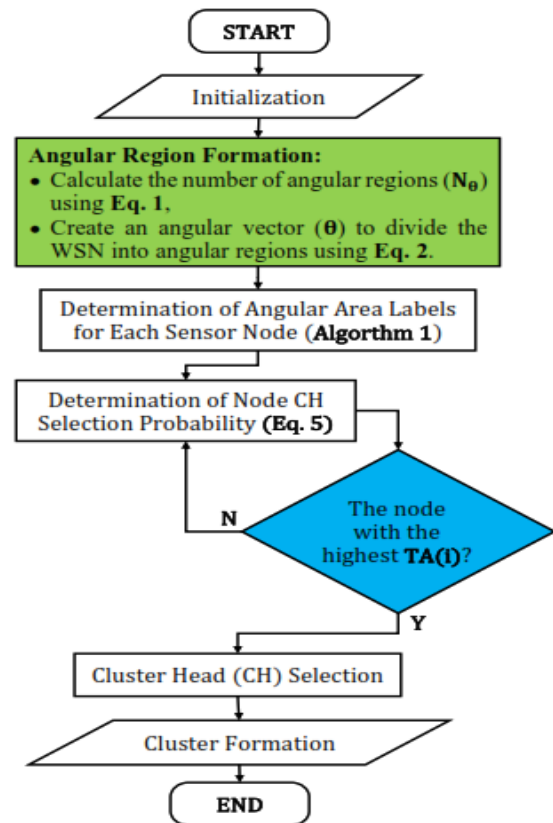 START
Initialization
Angular Region Formation:
• Calculate the number of angular regions (Nθ)
using Eq. 1,
• Create an angular vector (θ) to divide the
WSN into angular regions using Eq. 2.
Determination of Angular Area Labels
for Each Sensor Node (Algorthm 1)
Determination of Node CH
Selection Probability (Eq. 5)
The node
with the
highest TA(i)?
N
Y
Cluster Head (CH) Selection
Cluster Formation
END